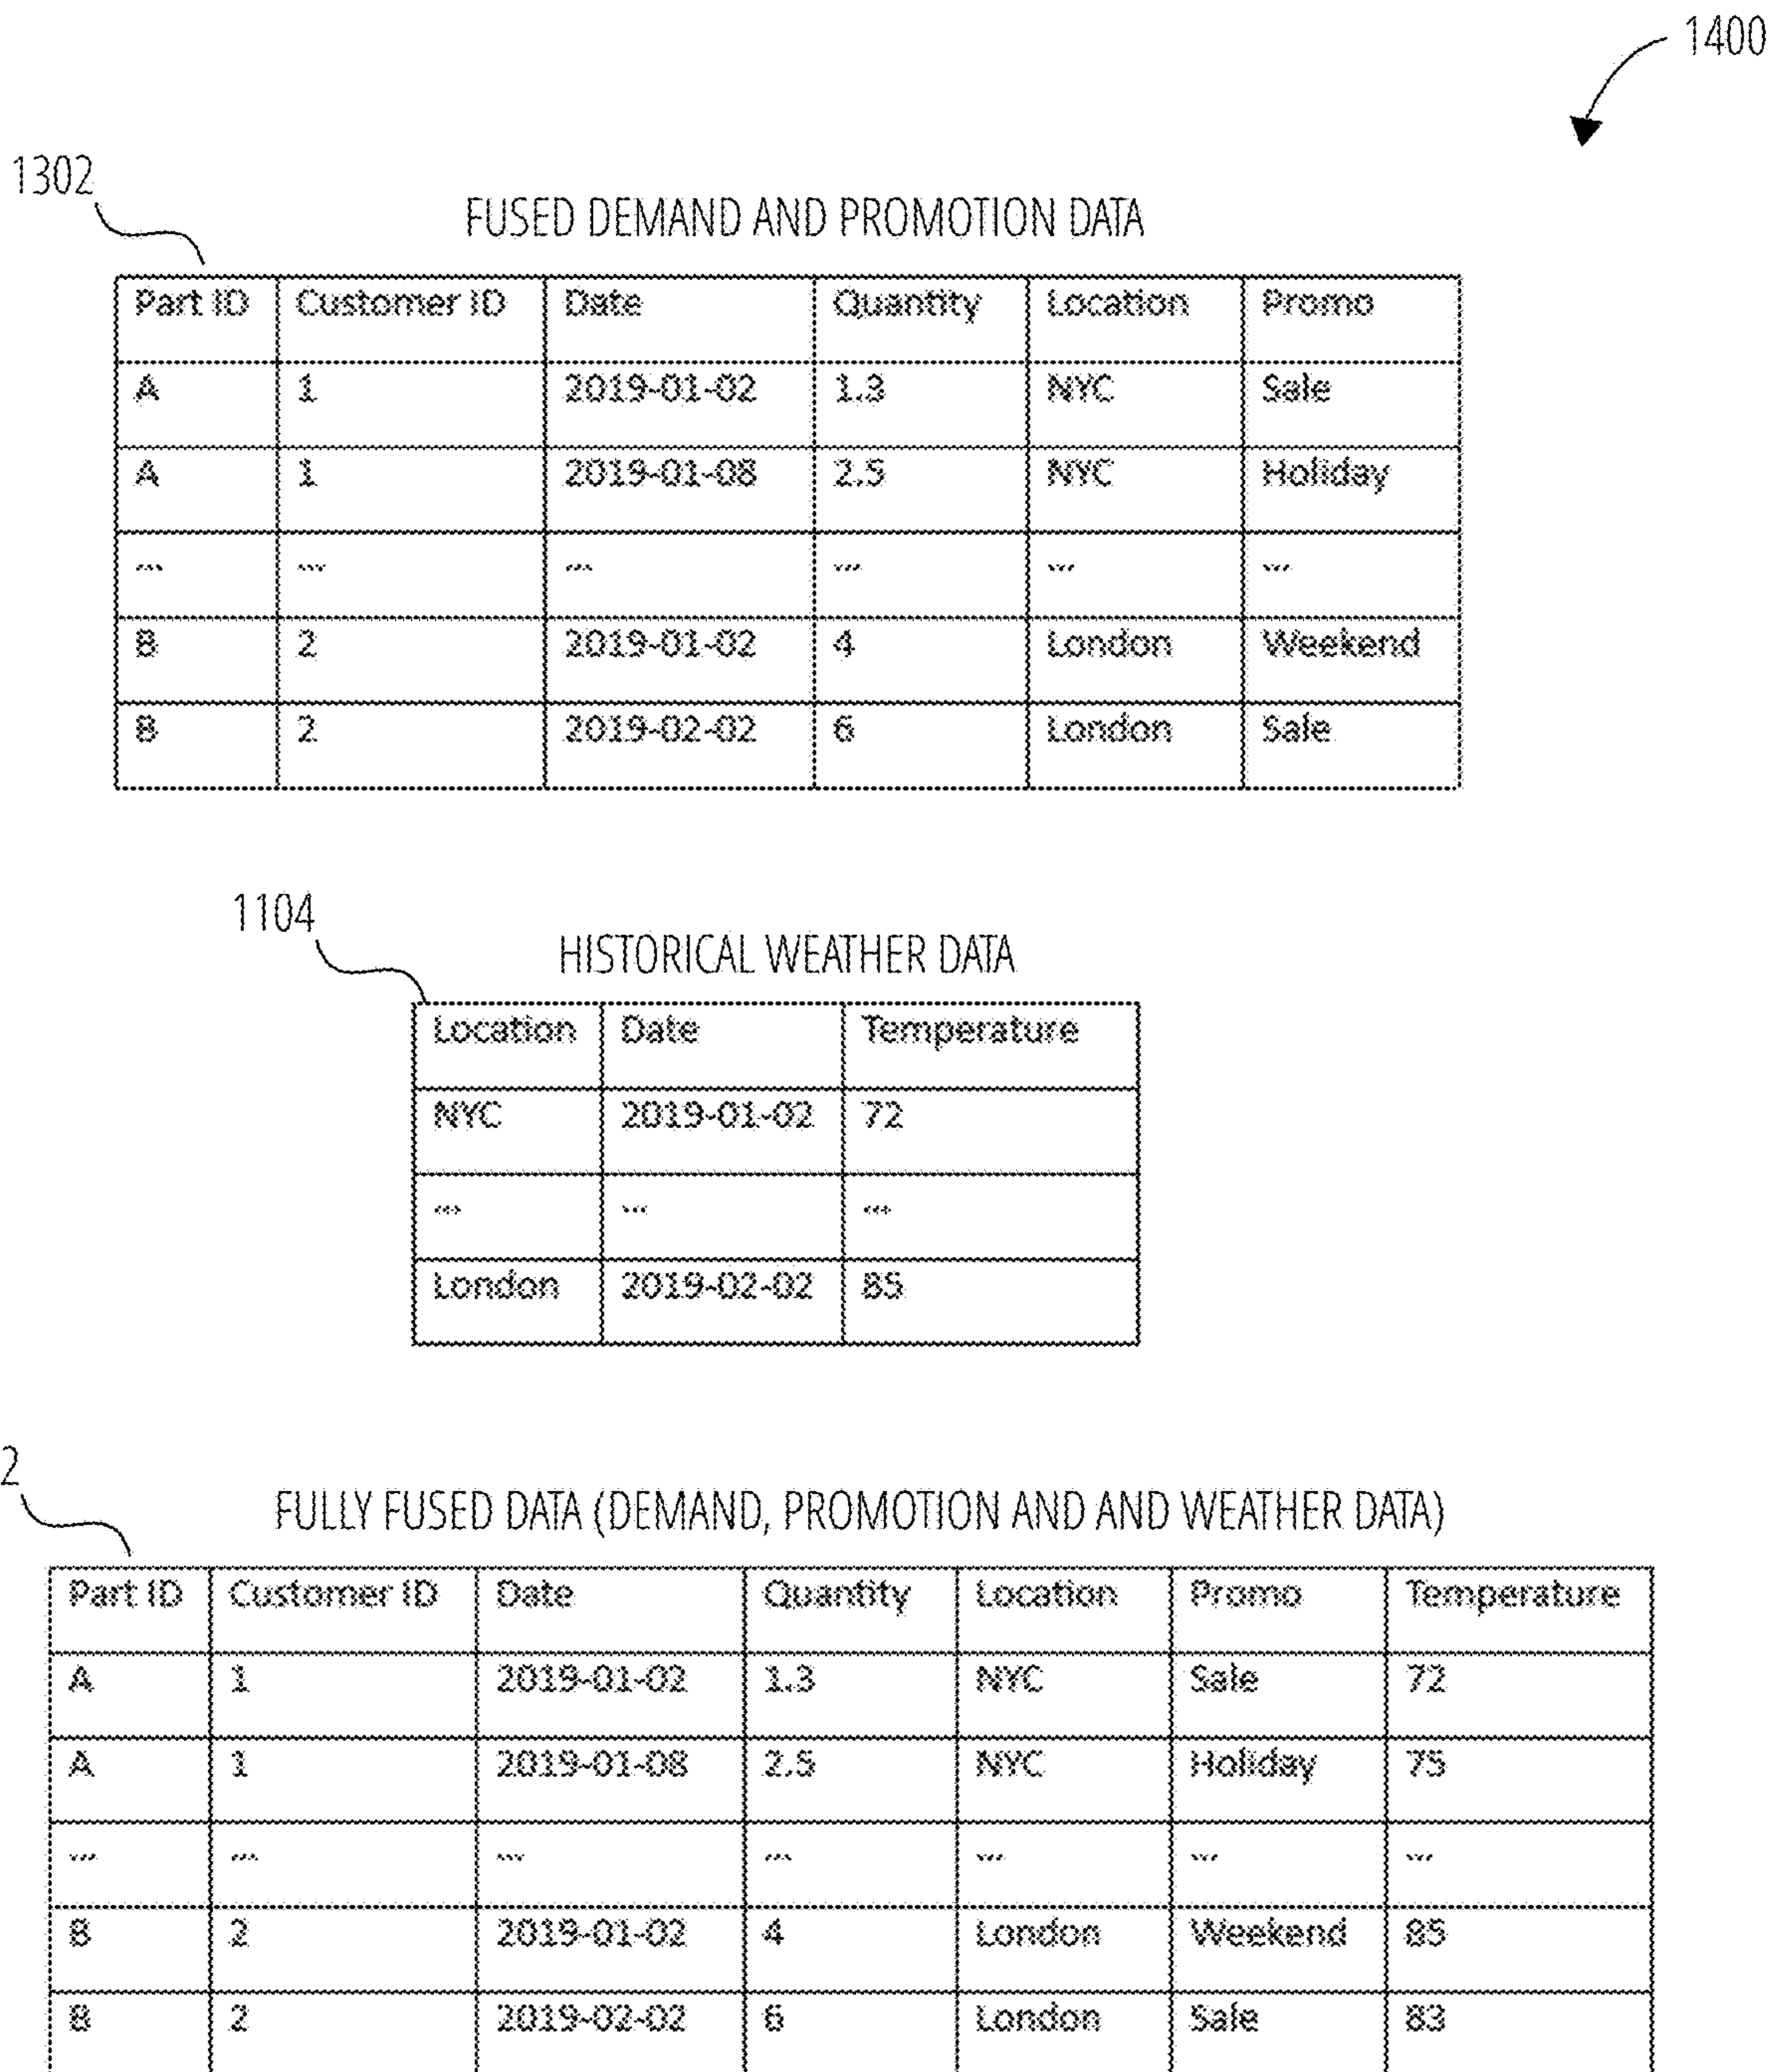 1400
1302
FUSED DEMAND AND PROMOTION DATA
Part ID Customer ID Date Quantity Location Promo
A 1 2019-01-02 1.3 NYC Sale
A 1 2019-01-08 2.5 NYC Holiday
... ... ... ... ... ...
B 2 2019-01-02 4 London Weekend
B 2 2019-02-02 6 London Sale
1104
HISTORICAL WEATHER DATA
Location Date Temperature
NYC 2019-01-02 72
... ... ...
London 2019-02-02 85
2
FULLY FUSED DATA (DEMAND, PROMOTION AND AND WEATHER DATA)
Part ID Customer ID Date Quantity Location Promo Temperature
A 1 2019-01-02 1.3 NYC Sale 72
A 1 2019-01-08 2.5 NYC Holiday 75
... ... ... ... ... ... ...
B 2 2019-01-02 4 London Weekend 85
B 2 2019-02-02 6 London Sale 83